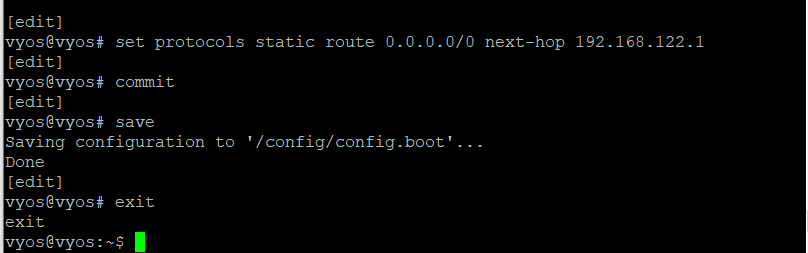 [edit]
vyos@vyos# set protocols static route 0.0.0.0/0 next-hop 192.168.122.1
[edit]
vyos@vyos# commit
[edit]
vyos@vyos# save
Saving configuration to '/config/config.boot'...
Done
[edit]
vyos@vyos# exit
exit
vyos@vyos:~$